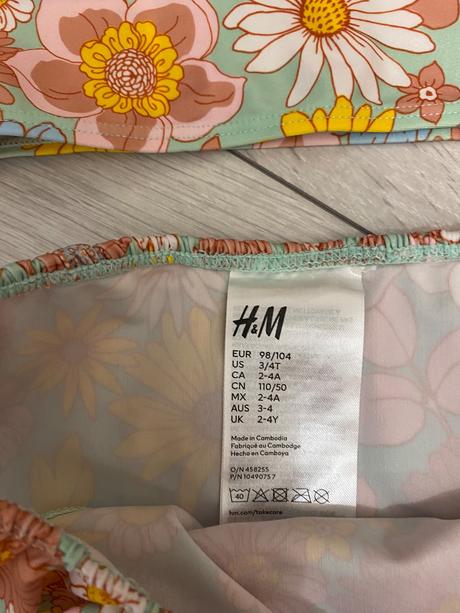 H&M
EUR 98/104
US 3/4T
CA 2-4A
CN 110/50
MX 2-4A
AUS 3-4
UK 2-4Y
Made in Cambodia
Fabriqué au Cambodge
Hecho en Camboya
O/N 458255
P/N 10490757
40
hm.com/takecare